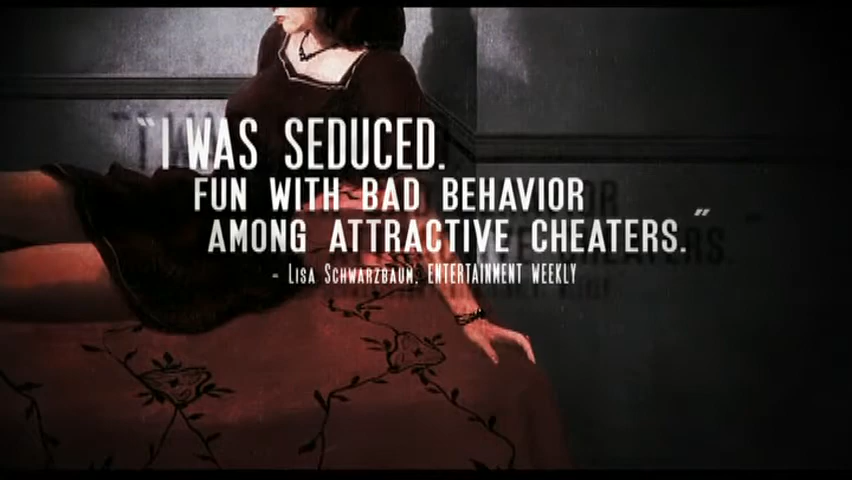 "I WAS SEDUCED.
FUN WITH BAD BEHAVIOR
AMONG ATTRACTIVE CHEATERS."
- LISA SCHWARZBAUM, ENTERTAINMENT WEEKLY